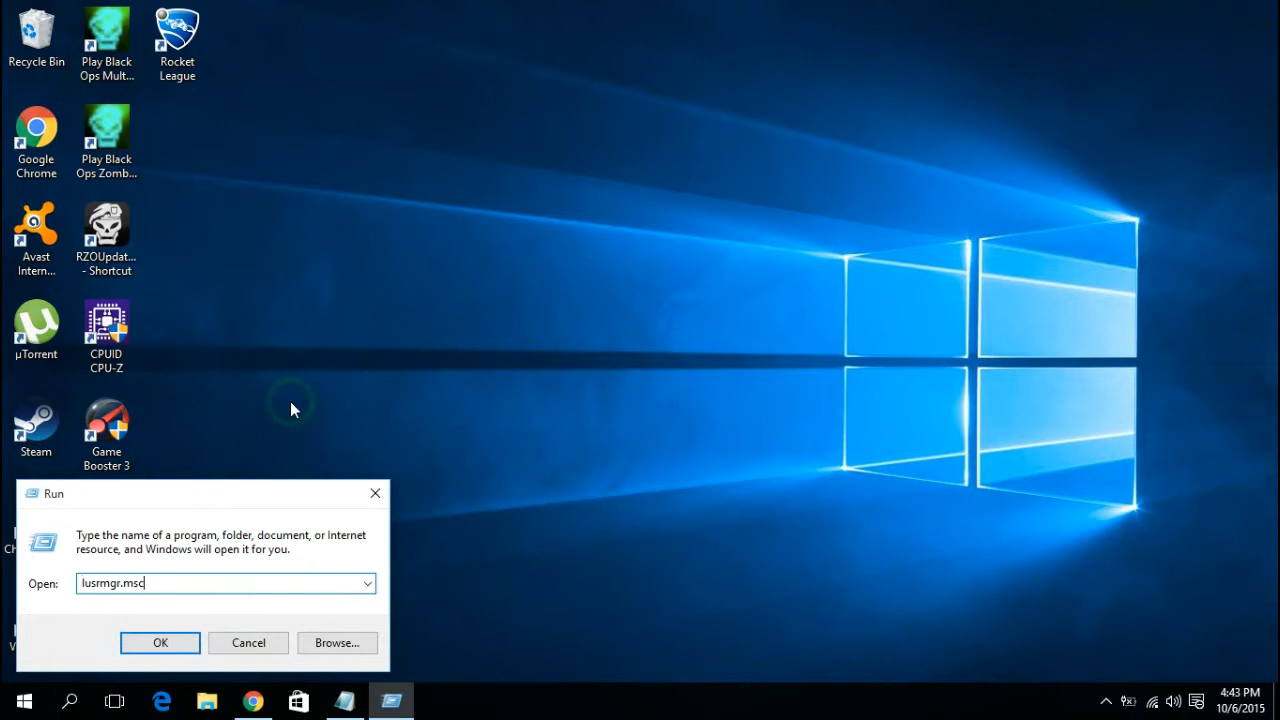 Recycle Bin
Play Black
Ops Mult...
Rocket
League
Google
Chrome
Play Black
Ops Zomb...
Avast
Intern...
RZOUpdat...
- Shortcut
µTorrent
CPUID
CPU-Z
Steam
Game
Booster 3
Run
Type the name of a program, folder, document, or Internet
resource, and Windows will open it for you.
Open: lusrmgr.msc
OK Cancel Browse...
4:43 PM
10/6/2015